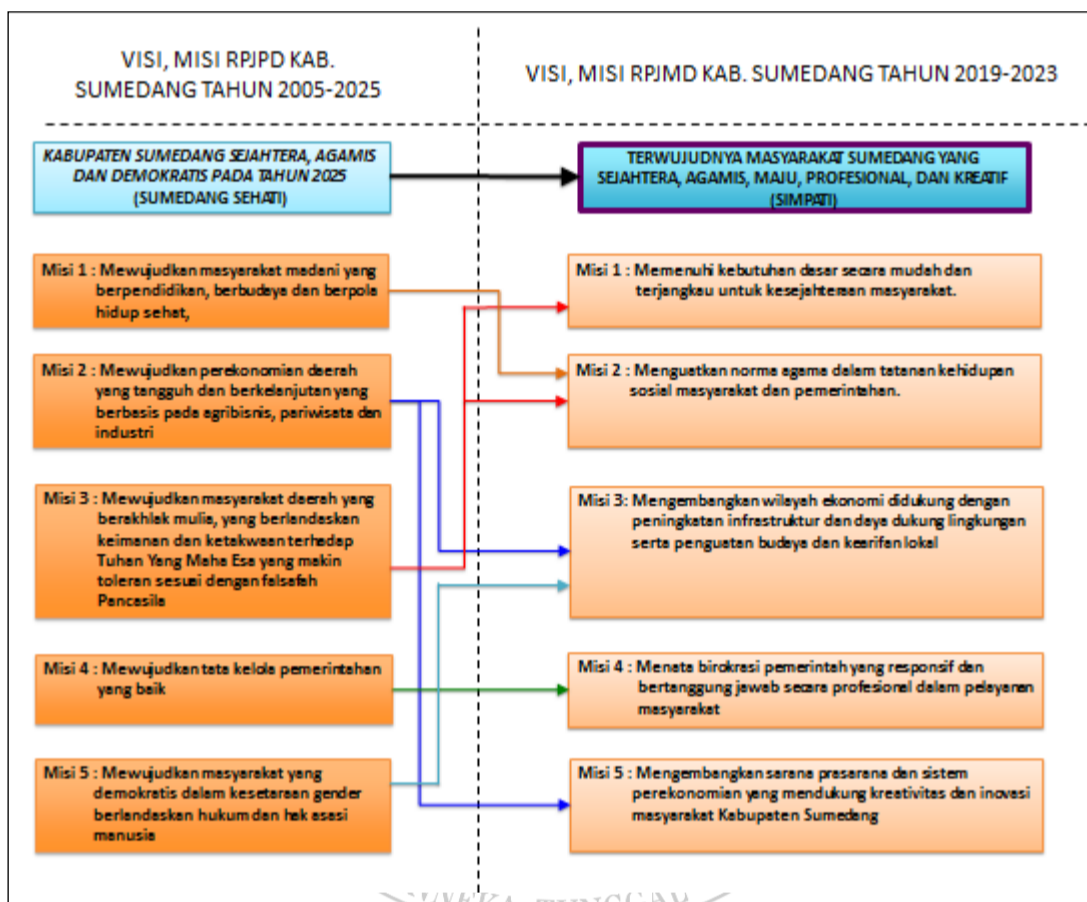 VISI, MISI RPJPD KAB.
SUMEDANG TAHUN 2005-2025
VISI, MISI RPJMD KAB. SUMEDANG TAHUN 2019-2023
KABUPATEN SUMEDANG SEJAHTERA, AGAMIS
DAN DEMOKRATIS PADA TAHUN 2025
(SUMEDANG SEHATI)
TERWUJUDNYA MASYARAKAT SUMEDANG YANG
SEJAHTERA, AGAMIS, MAJU, PROFESIONAL, DAN KREATIF
(SIMPATI)
Misi 1 : Mewujudkan masyarakat madani yang
berpendidikan, berbudaya dan berpola
hidup sehat,
Misi 1 : Memenuhi kebutuhan dasar secara mudah dan
terjangkau untuk kesejahteraan masyarakat.
Misi 2 : Mewujudkan perekonomian daerah
yang tangguh dan berkelanjutan yang
berbasis pada agribisnis, pariwisata dan
industri
Misi 2 : Menguatkan norma agama dalam tatanan kehidupan
sosial masyarakat dan pemerintahan.
Misi 3 : Mewujudkan masyarakat daerah yang
berakhlak mulia, yang berlandaskan
keimanan dan ketakwaan terhadap
Tuhan Yang Maha Esa yang makin
toleran sesuai dengan falsafah
Pancasila
Misi 3: Mengembangkan wilayah ekonomi didukung dengan
peningkatan infrastruktur dan daya dukung lingkungan
serta penguatan budaya dan kearifan lokal
Misi 4 : Mewujudkan tata kelola pemerintahan
yang baik
Misi 4 : Menata birokrasi pemerintah yang responsif dan
bertanggung jawab secara profesional dalam pelayanan
masyarakat
Misi 5 : Mewujudkan masyarakat yang
demokratis dalam kesetaraan gender
berlandaskan hukum dan hak asasi
manusia
Misi 5 : Mengembangkan sarana prasarana dan sistem
perekonomian yang mendukung kreativitas dan inovasi
masyarakat Kabupaten Sumedang